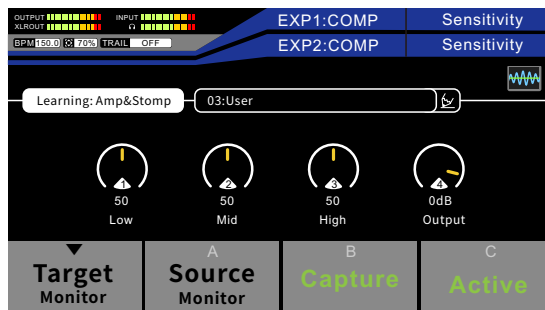 OUTPUT INPUT
XLROUT
BPM 150.0 70% TRAIL OFF
EXP1:COMP Sensitivity
EXP2:COMP Sensitivity
Learning: Amp&Stomp 03:User
1 2 3 4
50 50 50 0dB
Low Mid High Output
A B C
Target Source Capture Active
Monitor Monitor